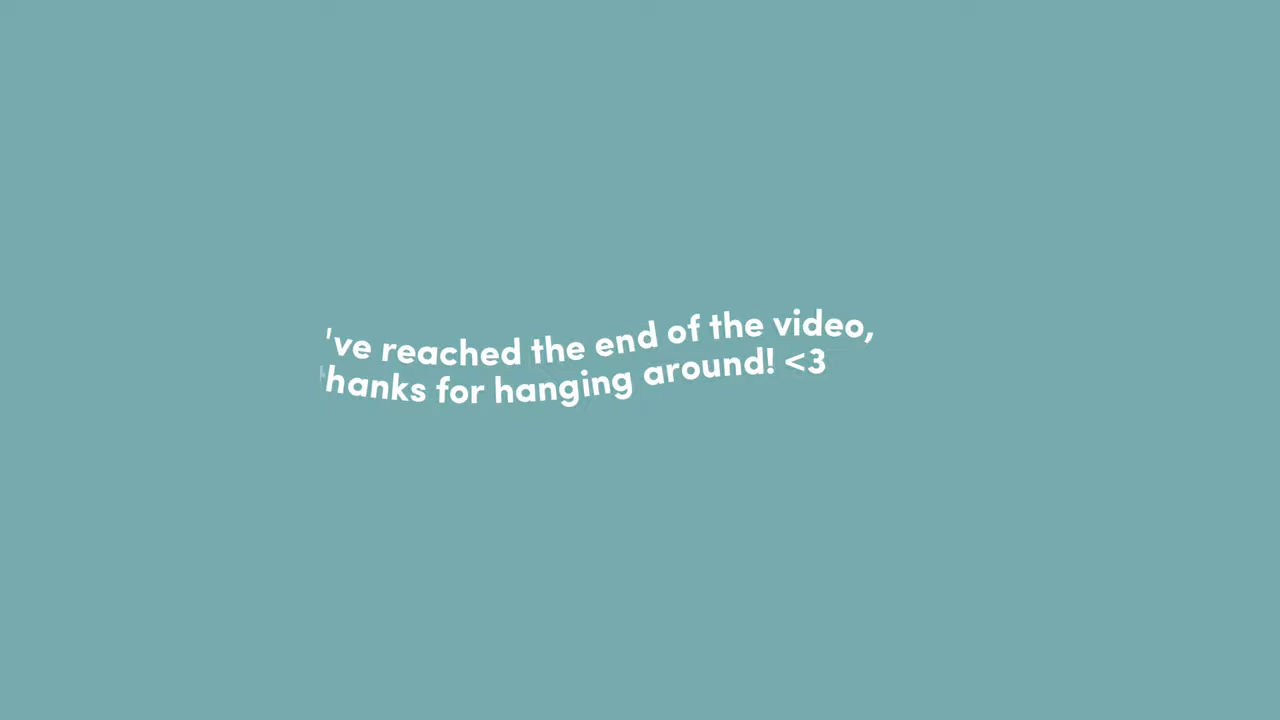 've reached the end of the video,
hanks for hanging around! <3